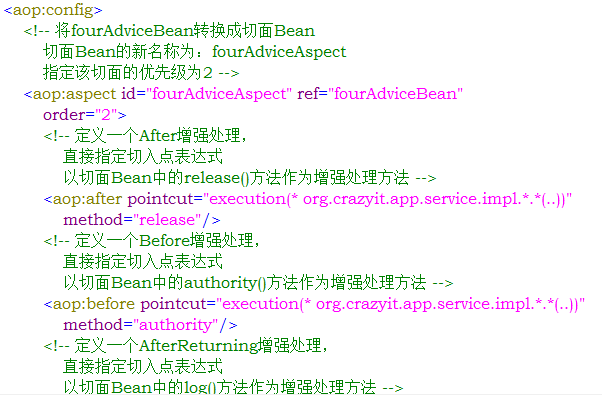 <aop:config>
<!-- 将fourAdviceBean转换成切面Bean
切面Bean的新名称为：fourAdviceAspect
指定该切面的优先级为2 -->
<aop:aspect id="fourAdviceAspect" ref="fourAdviceBean"
order="2">
<!-- 定义一个After增强处理，
直接指定切入点表达式
以切面Bean中的release()方法作为增强处理方法 -->
<aop:after pointcut="execution(* org.crazyit.app.service.impl.*.*(..))"
method="release"/>
<!-- 定义一个Before增强处理，
直接指定切入点表达式
以切面Bean中的authority()方法作为增强处理方法 -->
<aop:before pointcut="execution(* org.crazyit.app.service.impl.*.*(..))"
method="authority"/>
<!-- 定义一个AfterReturning增强处理，
直接指定切入点表达式
以切面Bean中的log()方法作为增强处理方法 -->